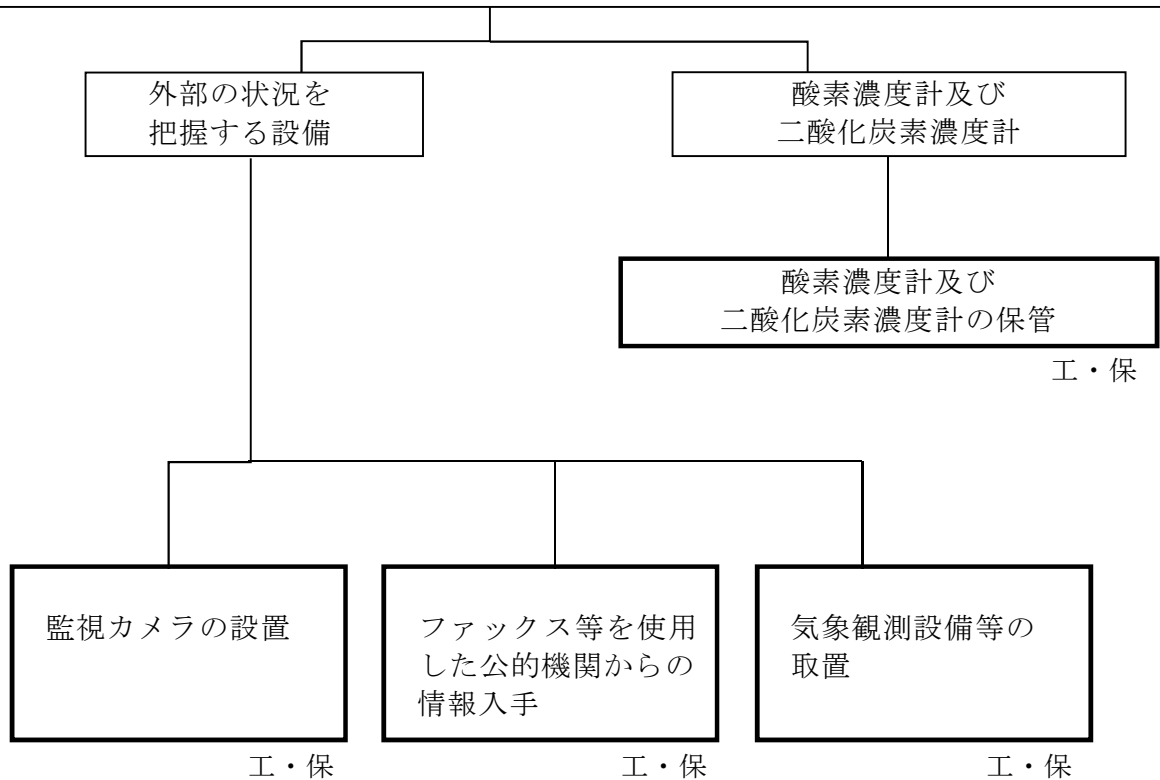 外部の状況を
把握する設備
酸素濃度計及び
二酸化炭素濃度計
酸素濃度計及び
二酸化炭素濃度計の保管
工・保
監視カメラの設置
工・保
ファックス等を使用
した公的機関からの
情報入手
工・保
気象観測設備等の
取置
工・保